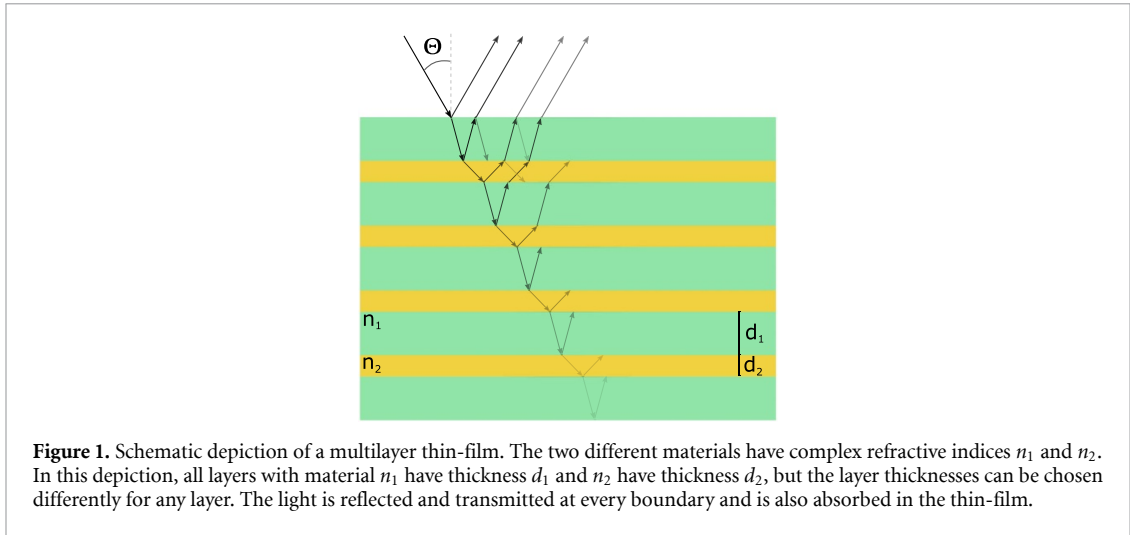 Θ
n₁
d₁
n₂
d₂
Figure 1. Schematic depiction of a multilayer thin-film. The two different materials have complex refractive indices n₁ and n₂.
In this depiction, all layers with material n₁ have thickness d₁ and n₂ have thickness d₂, but the layer thicknesses can be chosen
differently for any layer. The light is reflected and transmitted at every boundary and is also absorbed in the thin-film.